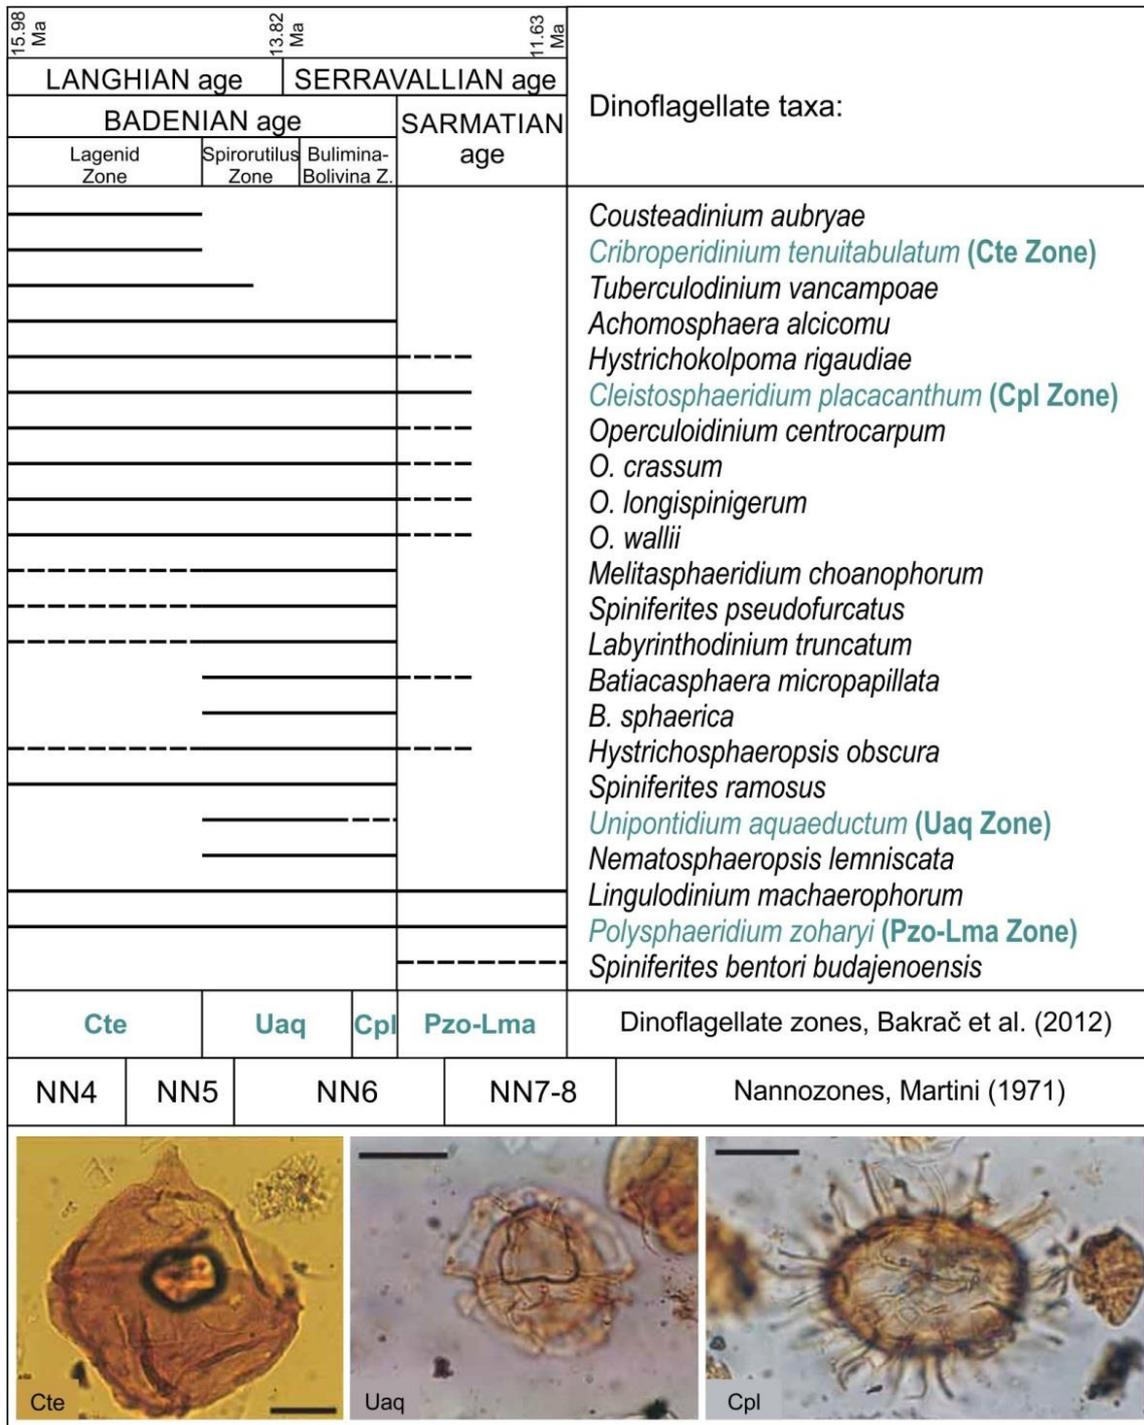 15.98
Ma
13.82
Ma
11.63
Ma
LANGHIAN age
SERRAVALLIAN age
BADENIAN age
SARMATIAN
age
Lagenid
Zone
Spirorutilus
Zone
Bulimina-
Bolivina Z.
Dinoflagellate taxa:
Cousteadinium aubryae
Cribroperidinium tenuitabulatum (Cte Zone)
Tuberculodinium vancampoae
Achomosphaera alcicomu
Hystrichokolpoma rigaudiae
Cleistosphaeridium placacanthum (Cpl Zone)
Operculoidinium centrocarpum
O. crassum
O. longispinigerum
O. wallii
Melitasphaeridium choanophorum
Spiniferites pseudofurcatus
Labyrinthodinium truncatum
Batiacasphaera micropapillata
B. sphaerica
Hystrichosphaeropsis obscura
Spiniferites ramosus
Unipontidium aquaeductum (Uaq Zone)
Nematosphaeropsis lemniscata
Lingulodinium machaerophorum
Polysphaeridium zoharyi (Pzo-Lma Zone)
Spiniferites bentori budajenoensis
Cte Uaq Cpl Pzo-Lma Dinoflagellate zones, Bakrač et al. (2012)
NN4 NN5 NN6 NN7-8 Nannozones, Martini (1971)
Cte
Uaq
Cpl